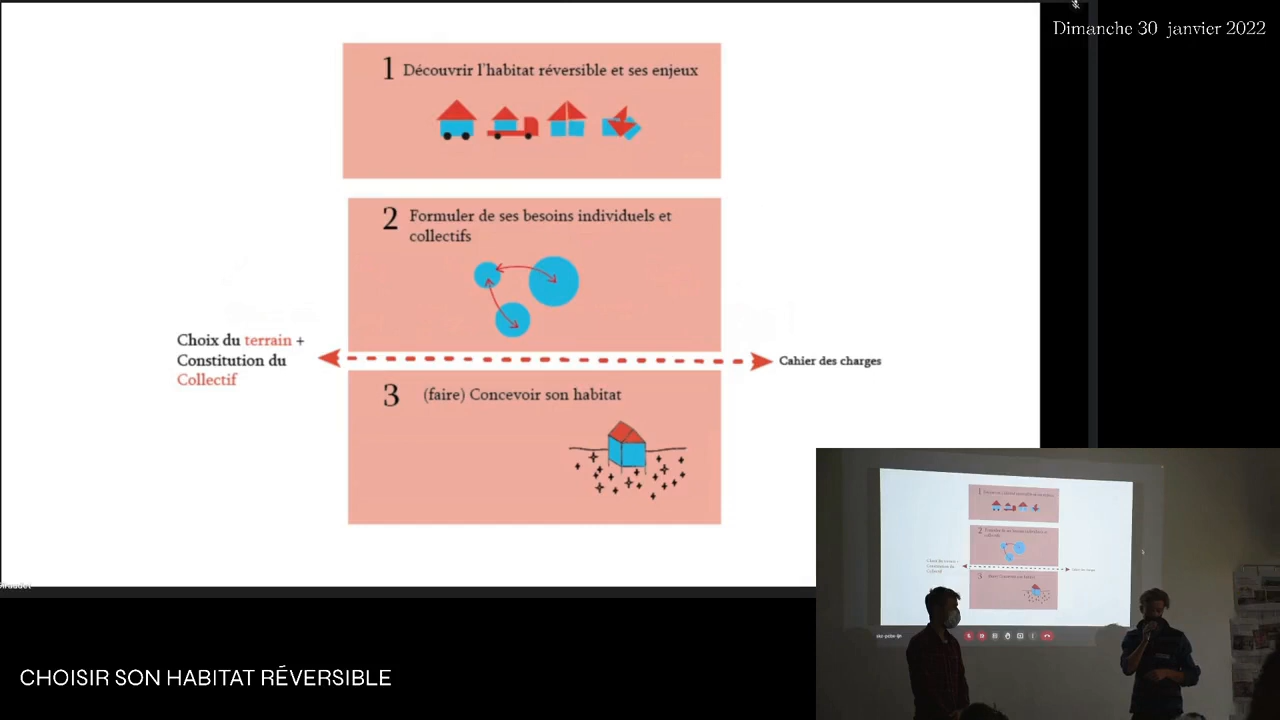 Dimanche 30 janvier 2022
1 Découvrir l'habitat réversible et ses enjeux
2 Formuler de ses besoins individuels et
collectifs
Choix du terrain +
Constitution du
Collectif
Cahier des charges
3 (faire) Concevoir son habitat
CHOISIR SON HABITAT RÉVERSIBLE